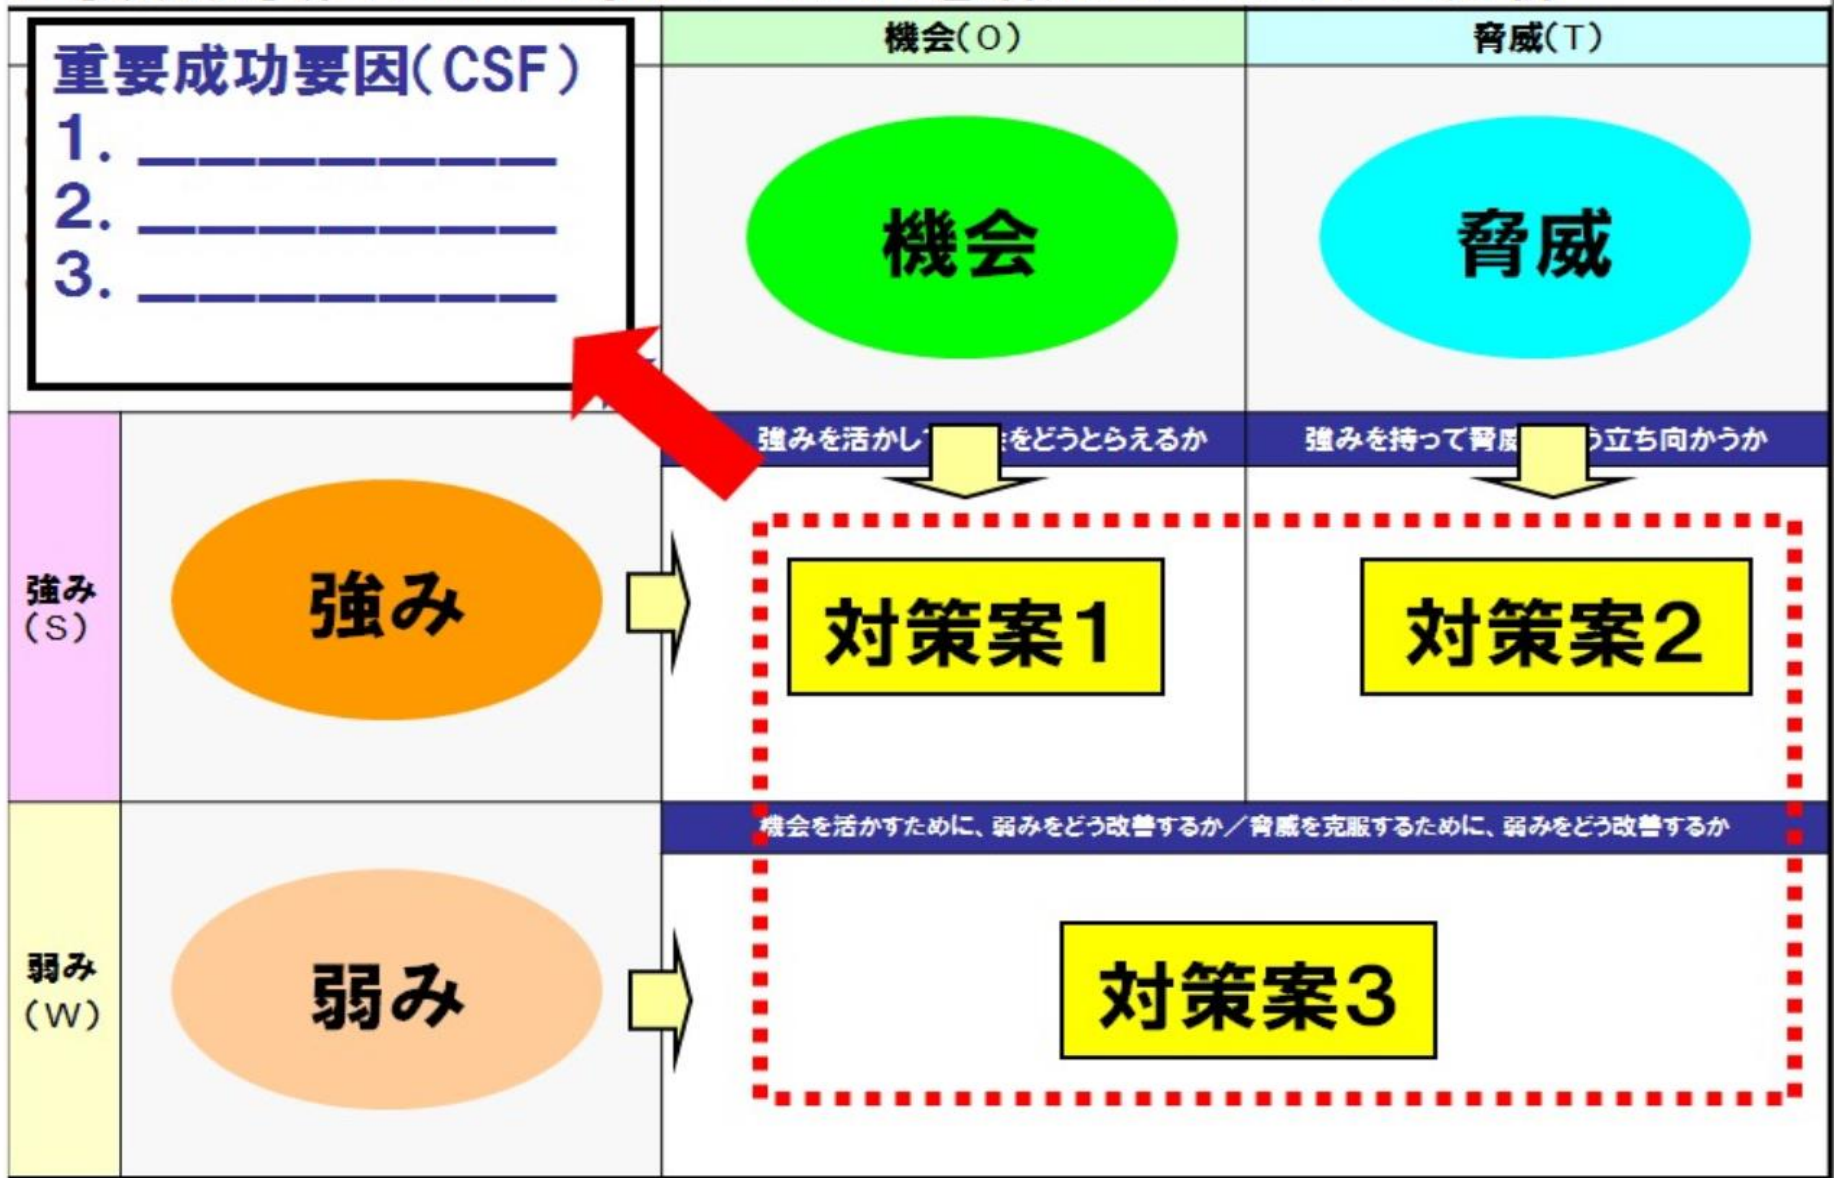 重要成功要因(CSF)
1. ________
2. ________
3. ________
機会(O)
脅威(T)
機会
脅威
強みを活かし をどうとらえるか
強みを持って脅威 う立ち向かうか
強み
(S)
強み
対策案1
対策案2
機会を活かすために、弱みをどう改善するか/脅威を克服するために、弱みをどう改善するか
弱み
(W)
弱み
対策案3